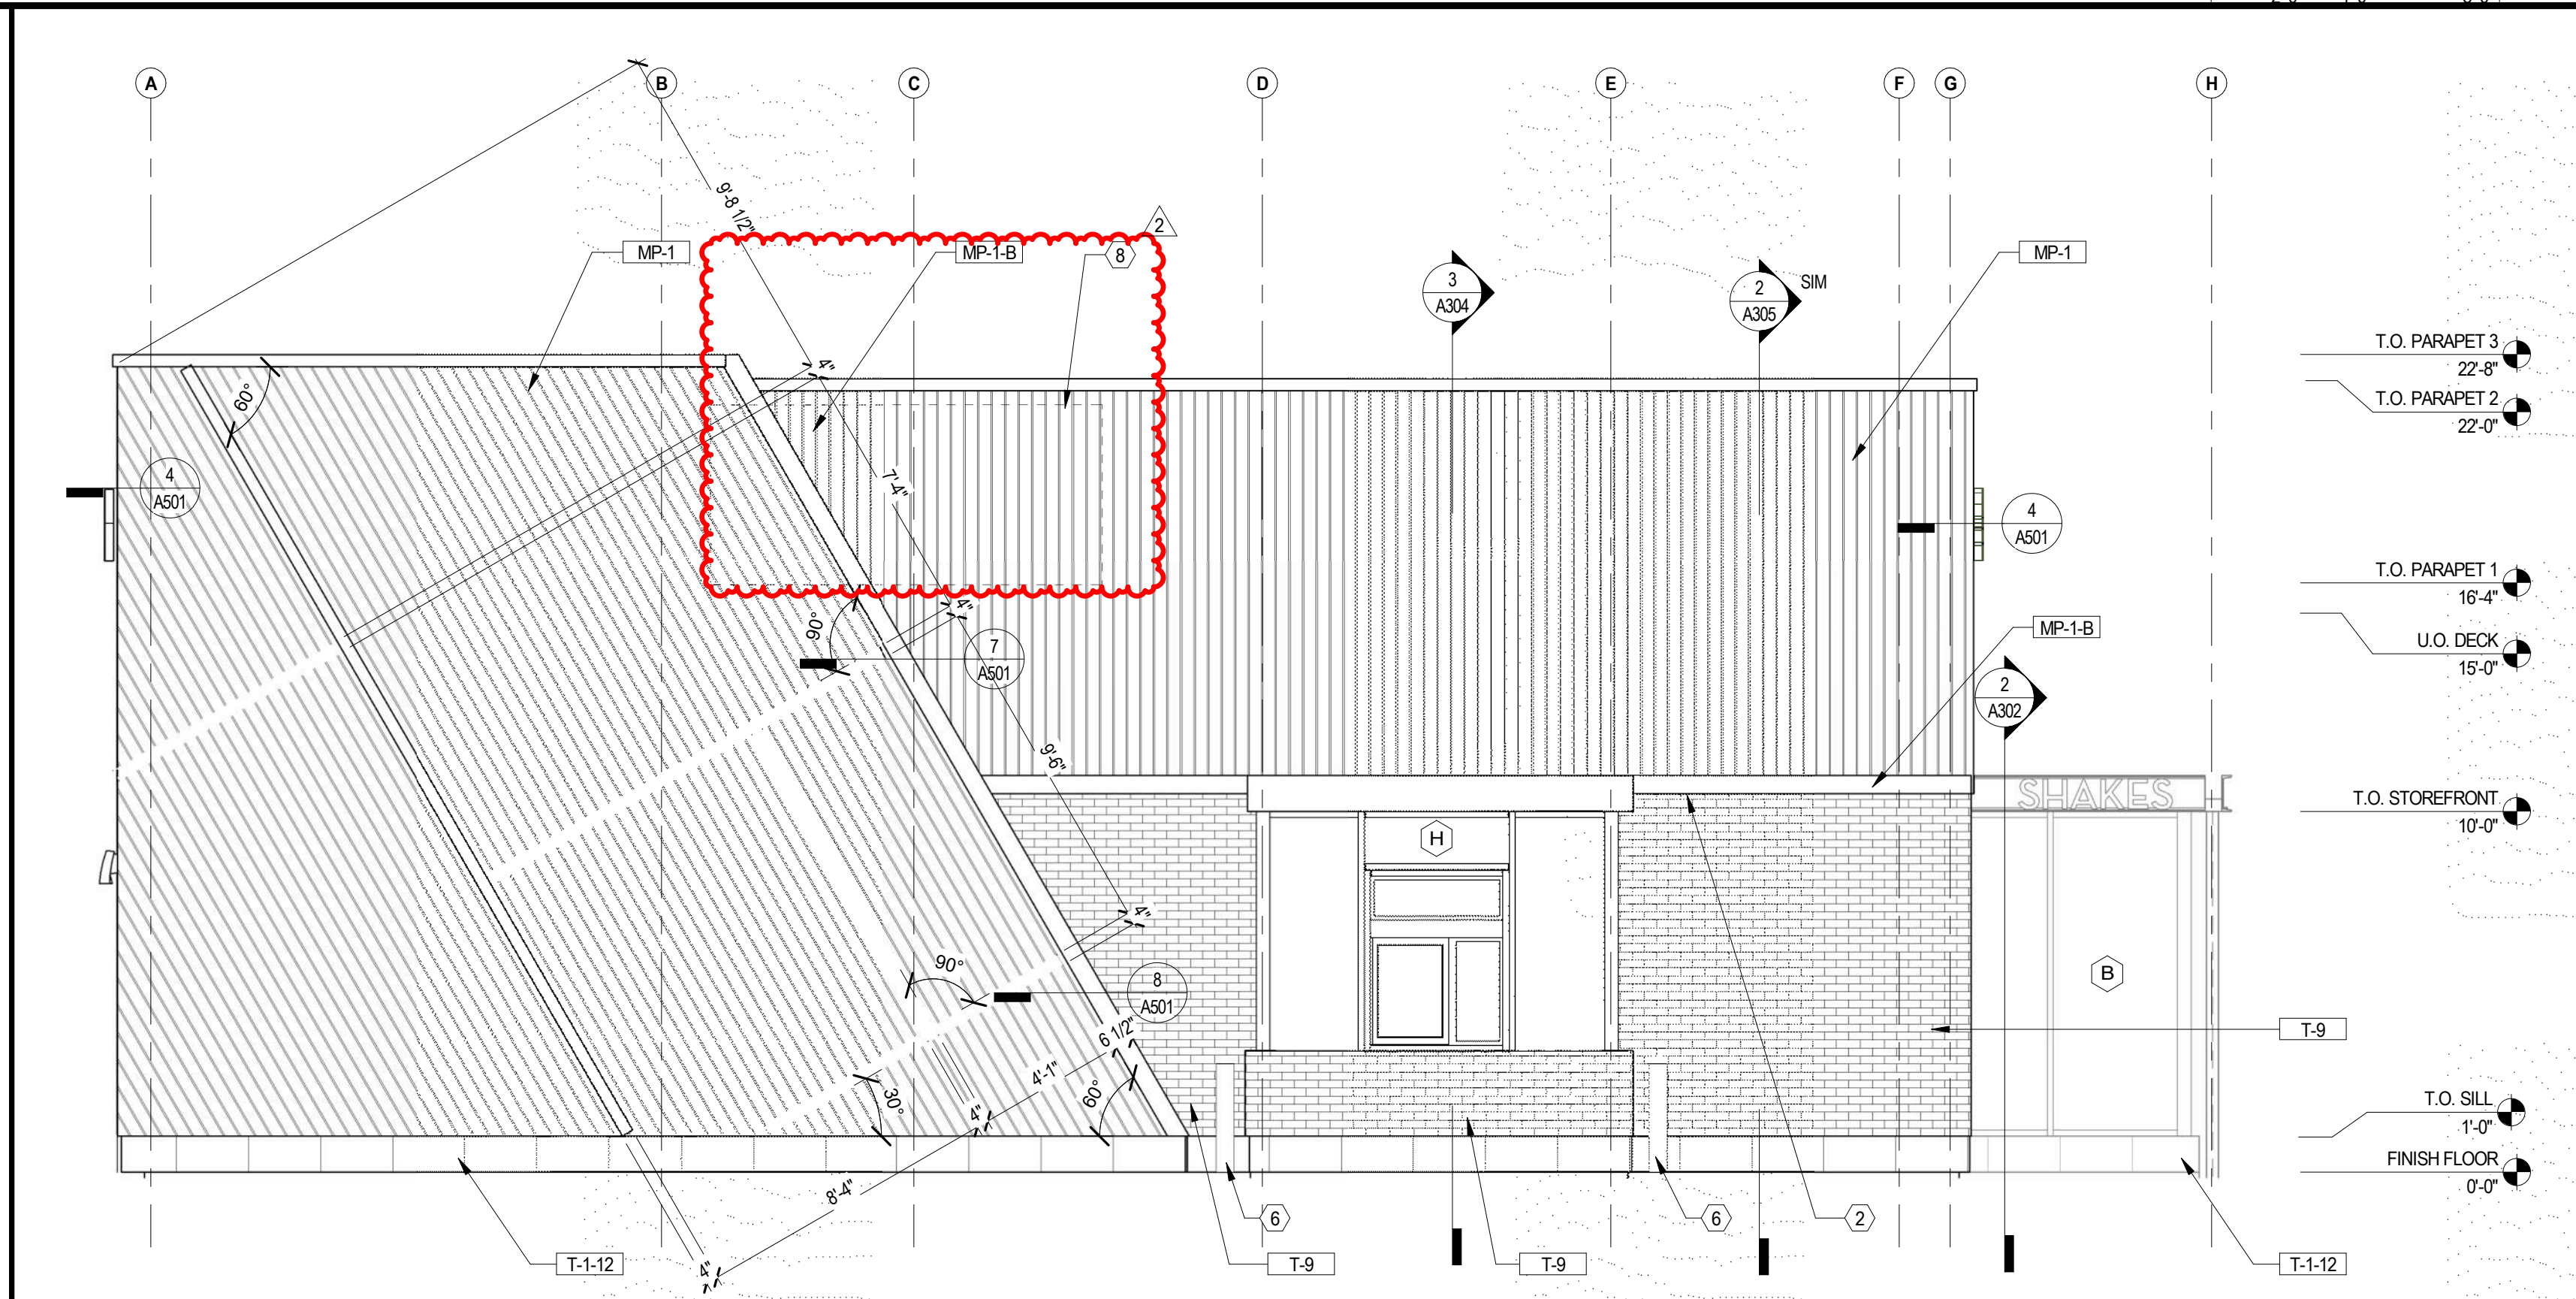 A
B
C
D
E
F
G
H
9'-8 1/2"
2
MP-1
MP-1-B
8
3
A304
2
A305
SIM
MP-1
T.O. PARAPET 3
22'-8"
T.O. PARAPET 2
22'-0"
4"
60°
4
A501
7'-4"
4
A501
T.O. PARAPET 1
16'-4"
4"
90°
7
A501
MP-1-B
U.O. DECK
15'-0"
2
A302
9'-6"
SHAKES
T.O. STOREFRONT
10'-0"
H
4"
90°
8
A501
B
6 1/2"
T-9
4'-1"
60°
30°
4"
T.O. SILL
1'-0"
FINISH FLOOR
0'-0"
8'-4"
6
6
2
4"
T-1-12
T-9
T-9
T-1-12